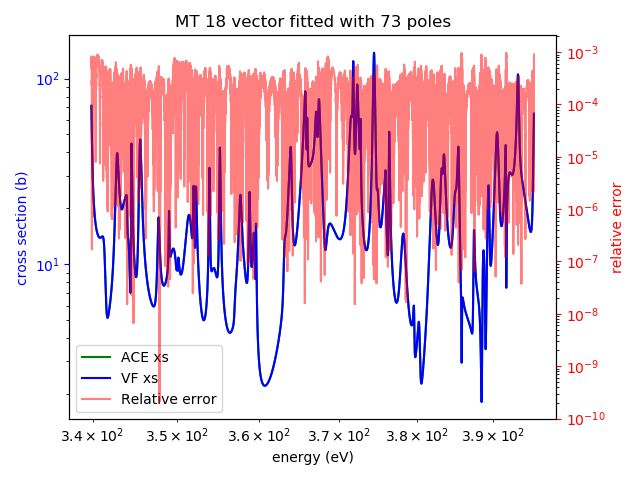 MT 18 vector fitted with 73 poles
10²
10¹
cross section (b)
10⁻³
10⁻⁴
10⁻⁵
10⁻⁶
10⁻⁷
10⁻⁸
10⁻⁹
10⁻¹⁰
relative error
ACE xs
VF xs
Relative error
3.4 × 10² 3.5 × 10² 3.6 × 10² 3.7 × 10² 3.8 × 10² 3.9 × 10²
energy (eV)